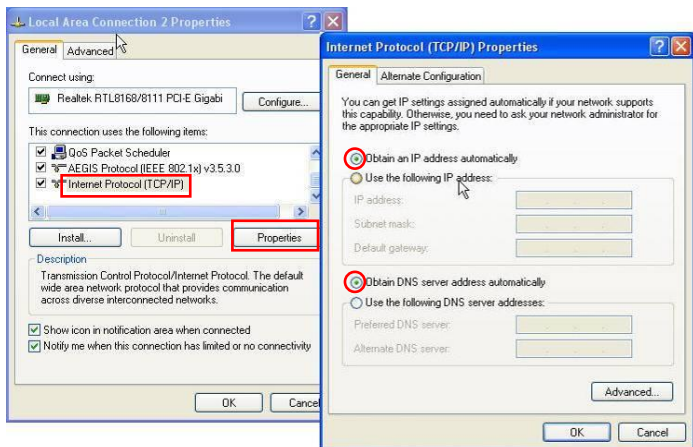 Local Area Connection 2 Properties
General
Advanced
Connect using:
Realtek RTL8168/8111 PCI-E Gigabi
Configure...
This connection uses the following items:
QoS Packet Scheduler
AEGIS Protocol (IEEE 802.1x) v3.5.3.0
Internet Protocol (TCP/IP)
Install...
Uninstall
Properties
Description
Transmission Control Protocol/Internet Protocol. The default
wide area network protocol that provides communication
across diverse interconnected networks.
Show icon in notification area when connected
Notify me when this connection has limited or no connectivity
OK
Cancel
Internet Protocol (TCP/IP) Properties
General
Alternate Configuration
You can get IP settings assigned automatically if your network supports
this capability. Otherwise, you need to ask your network administrator for
the appropriate IP settings.
Obtain an IP address automatically
Use the following IP address:
IP address:
Subnet mask:
Default gateway:
Obtain DNS server address automatically
Use the following DNS server addresses:
Preferred DNS server:
Alternate DNS server:
Advanced...
OK
Cancel